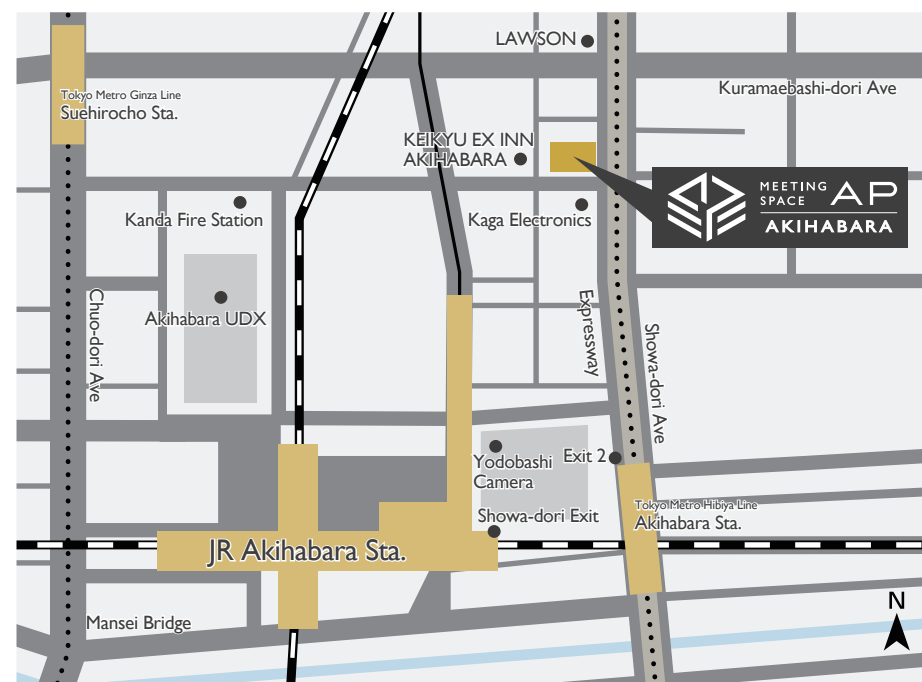 LAWSON
Kuramaebashi-dori Ave
Tokyo Metro Ginza Line
Suehirocho Sta.
KEIKYU EX INN
AKIHABARA
MEETING
SPACE
AP
AKIHABARA
Kanda Fire Station
Kaga Electronics
Akihabara UDX
Chuo-dori Ave
Expressway
Showa-dori Ave
Yodobashi
Camera
Exit 2
Tokyo Metro Hibiya Line
Akihabara Sta.
Showa-dori Exit
JR Akihabara Sta.
Mansei Bridge
N